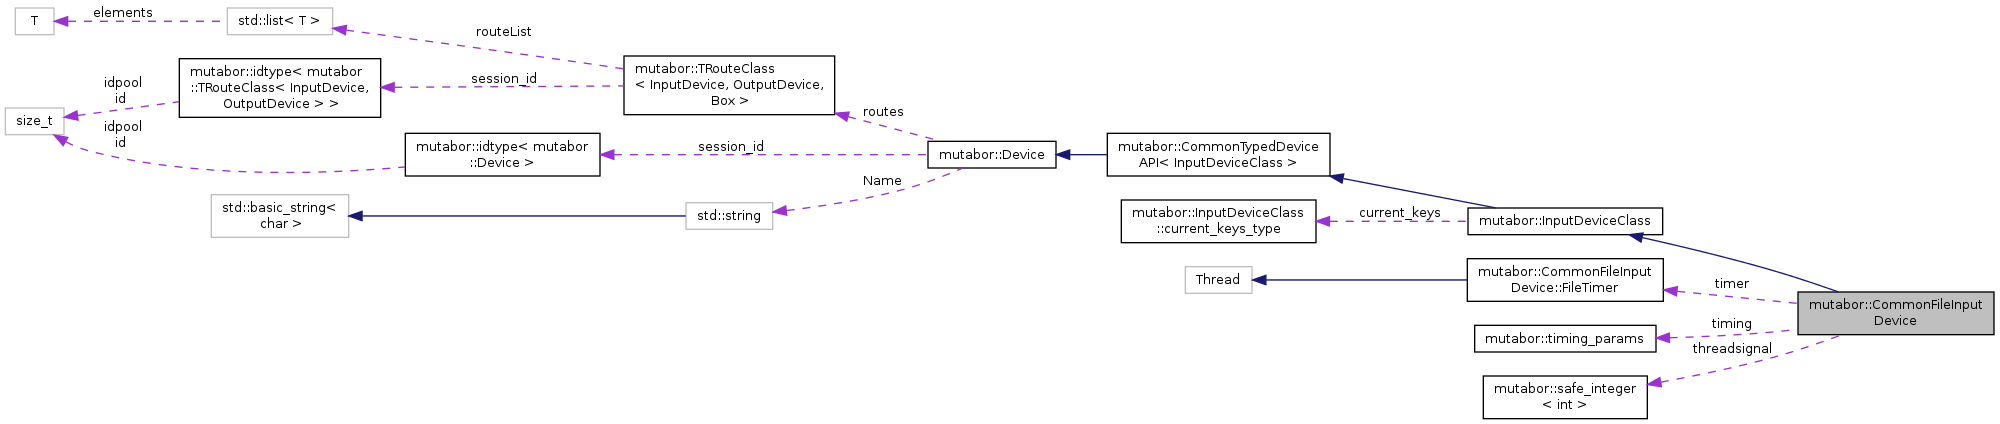 T
elements
std::list< T >
routeList
mutabor::idtype< mutabor
::TRouteClass< InputDevice,
OutputDevice > >
session_id
mutabor::TRouteClass
< InputDevice, OutputDevice,
Box >
idpool
id
size_t
idpool
id
routes
mutabor::idtype< mutabor
::Device >
session_id
mutabor::Device
mutabor::CommonTypedDevice
API< InputDeviceClass >
Name
std::basic_string<
char >
std::string
mutabor::InputDeviceClass
::current_keys_type
current_keys
mutabor::InputDeviceClass
Thread
mutabor::CommonFileInput
Device::FileTimer
timer
mutabor::CommonFileInput
Device
timing
mutabor::timing_params
threadsignal
mutabor::safe_integer
< int >